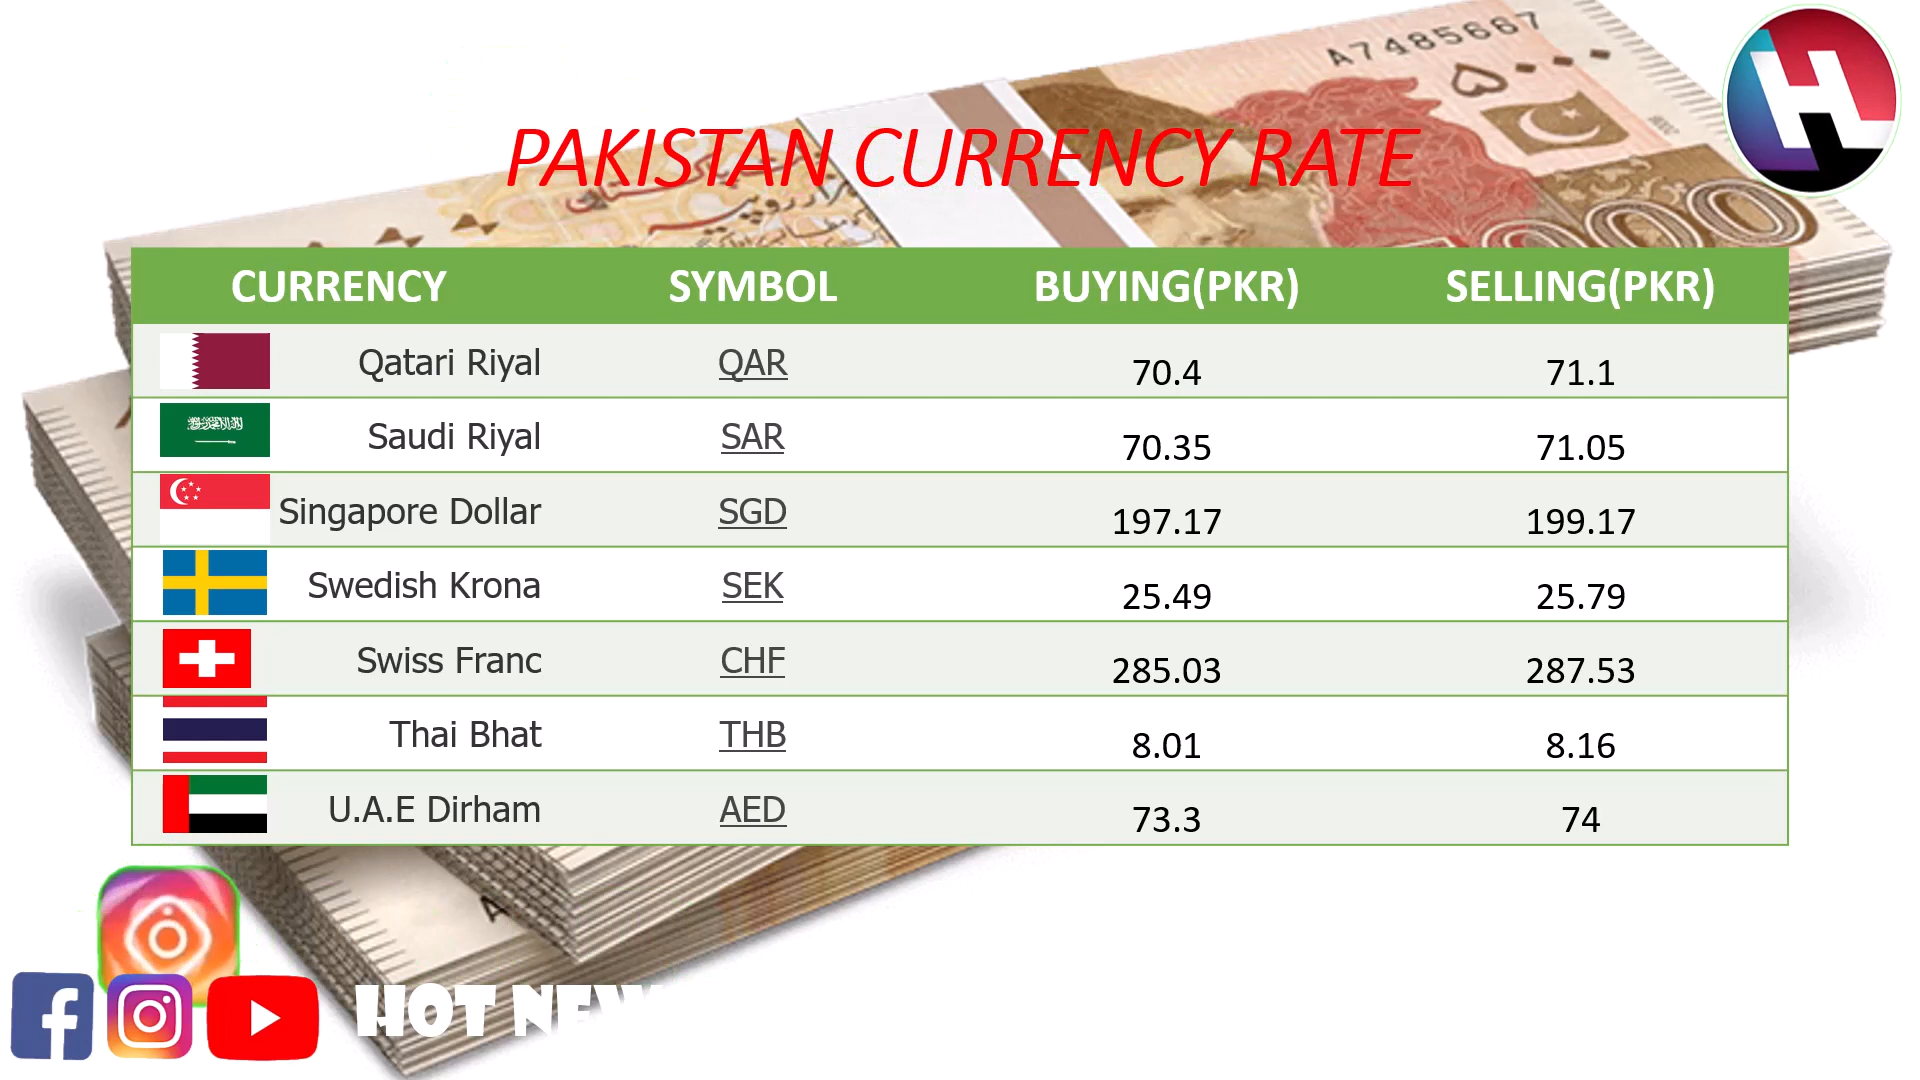 A7485667
۵۰۰۰
PAKISTAN CURRENCY RATE
CURRENCY SYMBOL BUYING(PKR) SELLING(PKR)
Qatari Riyal QAR 70.4 71.1
Saudi Riyal SAR 70.35 71.05
Singapore Dollar SGD 197.17 199.17
Swedish Krona SEK 25.49 25.79
Swiss Franc CHF 285.03 287.53
Thai Bhat THB 8.01 8.16
U.A.E Dirham AED 73.3 74
HOT NEW